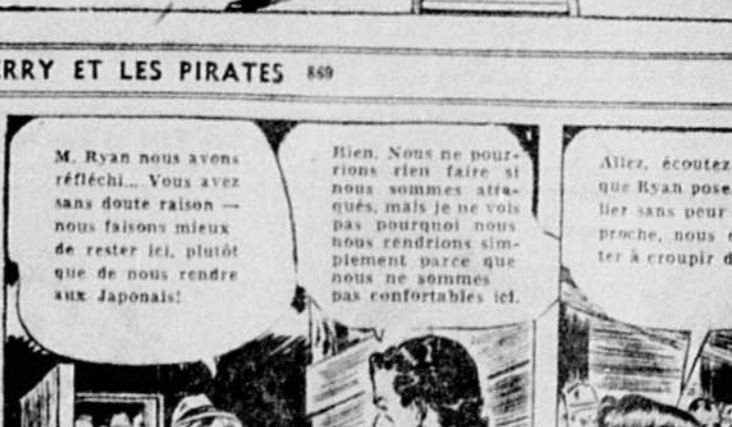 ERRY ET LES PIRATES 869
M. Ryan nous avons
réfléchi... Vous avez
sans doute raison —
nous faisons mieux
de rester ici, plutôt
que de nous rendre
aux Japonais!
Rien. Nous ne pour-
rions rien faire si
nous sommes atta-
qués, mais je ne vois
pas pourquoi nous
nous rendrions sim-
plement parce que
nous ne sommes
pas confortables ici.
Allez, écoutez
que Ryan pose
lier sans peur
proche, nous
ter à croupir d